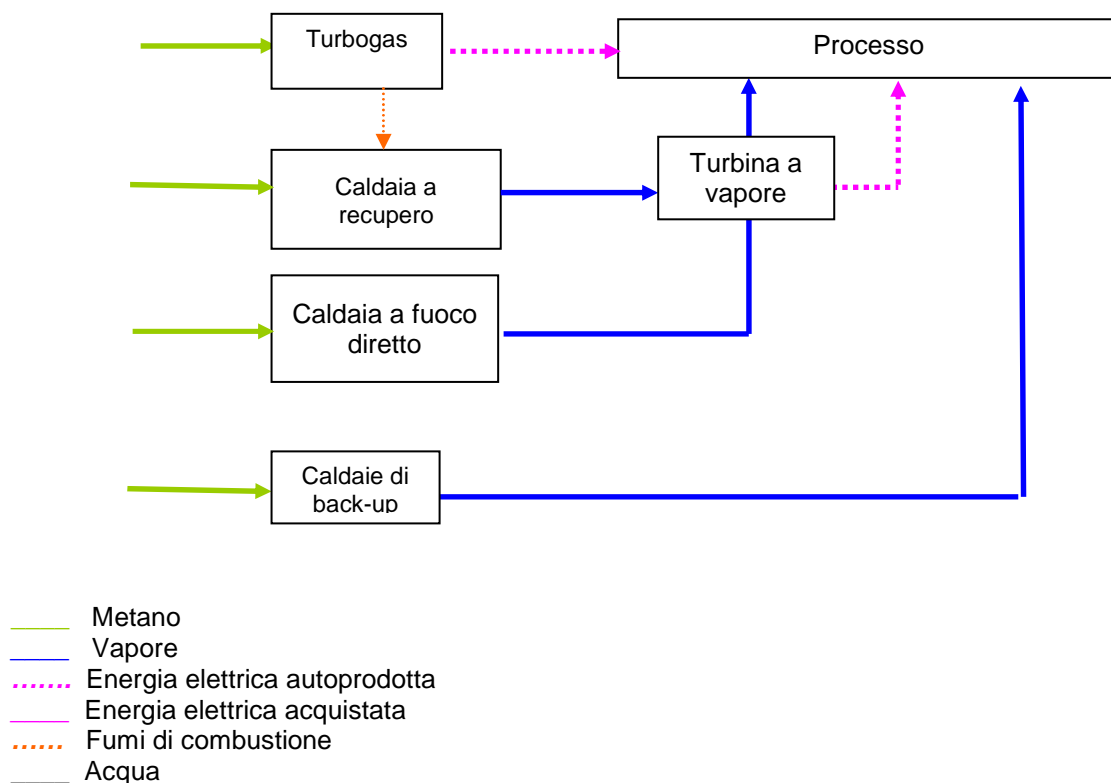 Turbogas
Processo
Caldaia a
recupero
Turbina a
vapore
Caldaia a fuoco
diretto
Caldaie di
back-up
Metano
Vapore
Energia elettrica autoprodotta
Energia elettrica acquistata
Fumi di combustione
Acqua